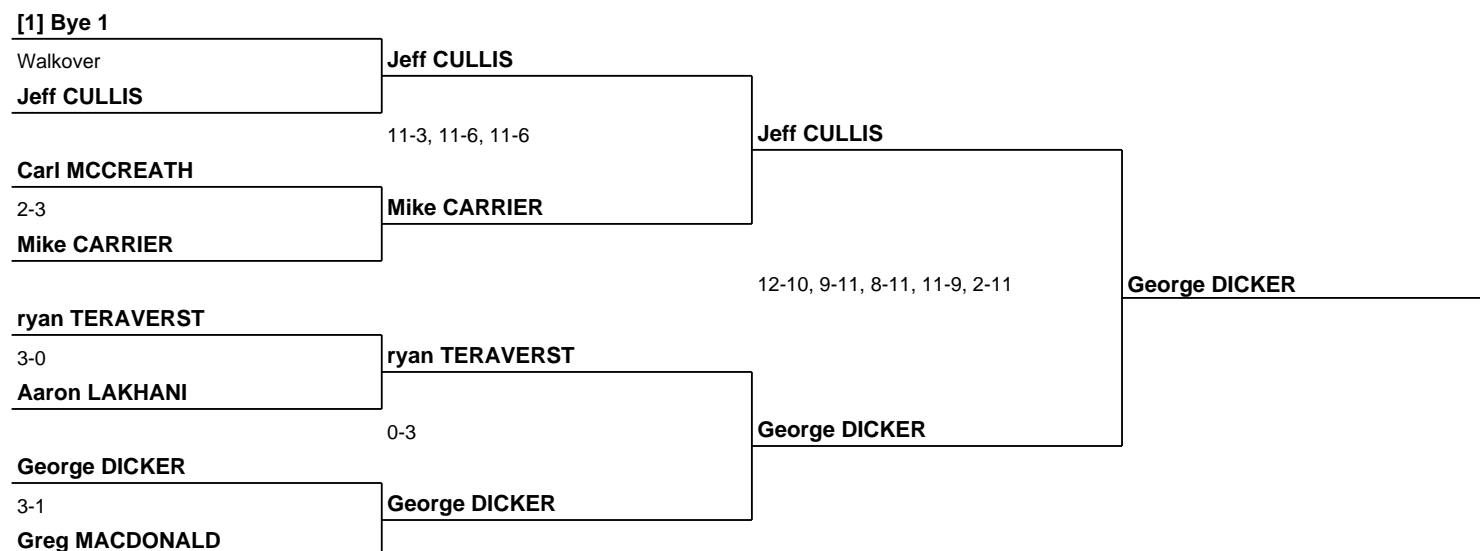 [1] Bye 1
Walkover
Jeff CULLIS
Jeff CULLIS
11-3, 11-6, 11-6
Jeff CULLIS
Carl MCCREATH
2-3
Mike CARRIER
Mike CARRIER
12-10, 9-11, 8-11, 11-9, 2-11
George DICKER
ryan TERAVERST
3-0
ryan TERAVERST
Aaron LAKHANI
0-3
George DICKER
George DICKER
3-1
George DICKER
Greg MACDONALD